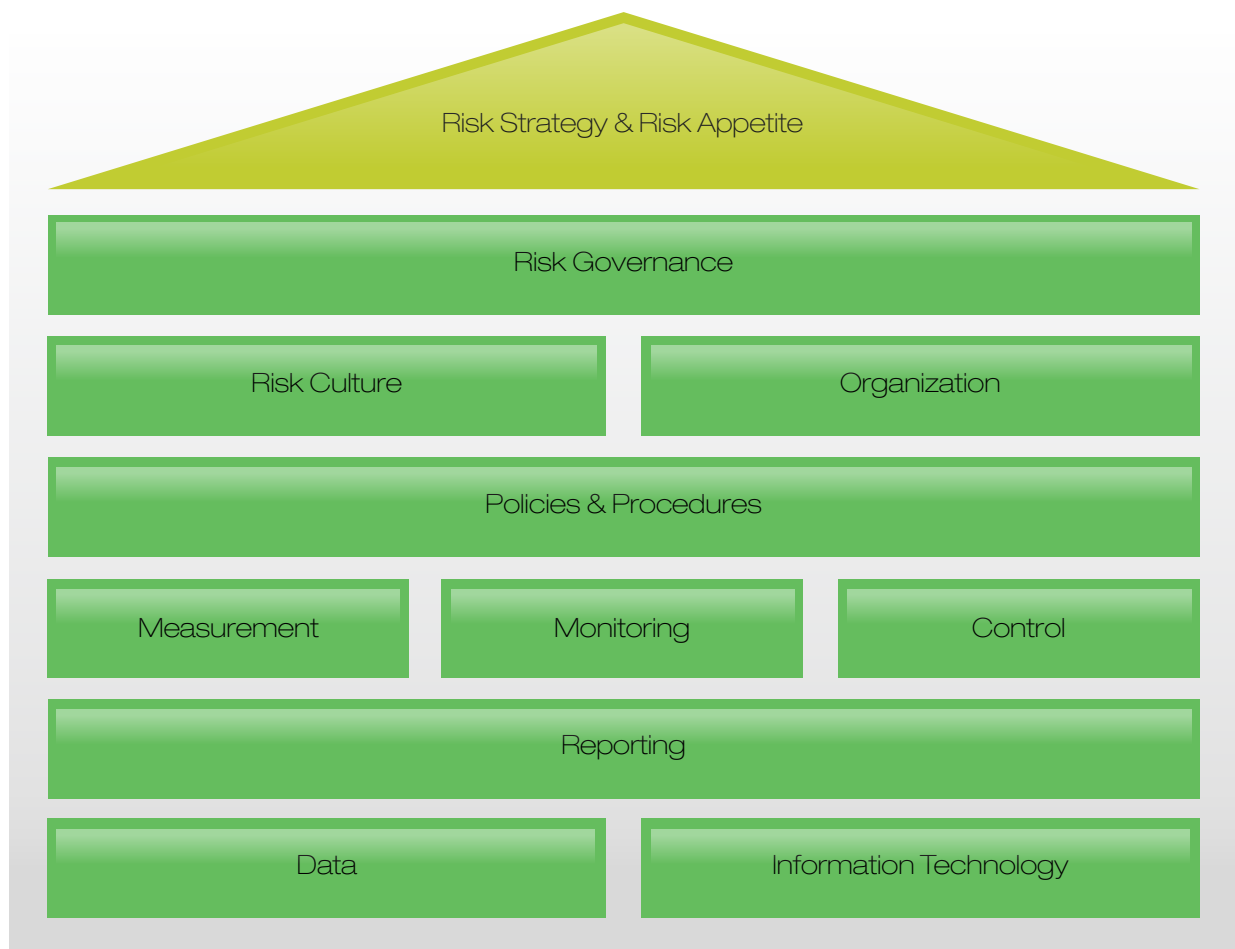 Risk Strategy & Risk Appetite
Risk Governance
Risk Culture
Organization
Policies & Procedures
Measurement
Monitoring
Control
Reporting
Data
Information Technology